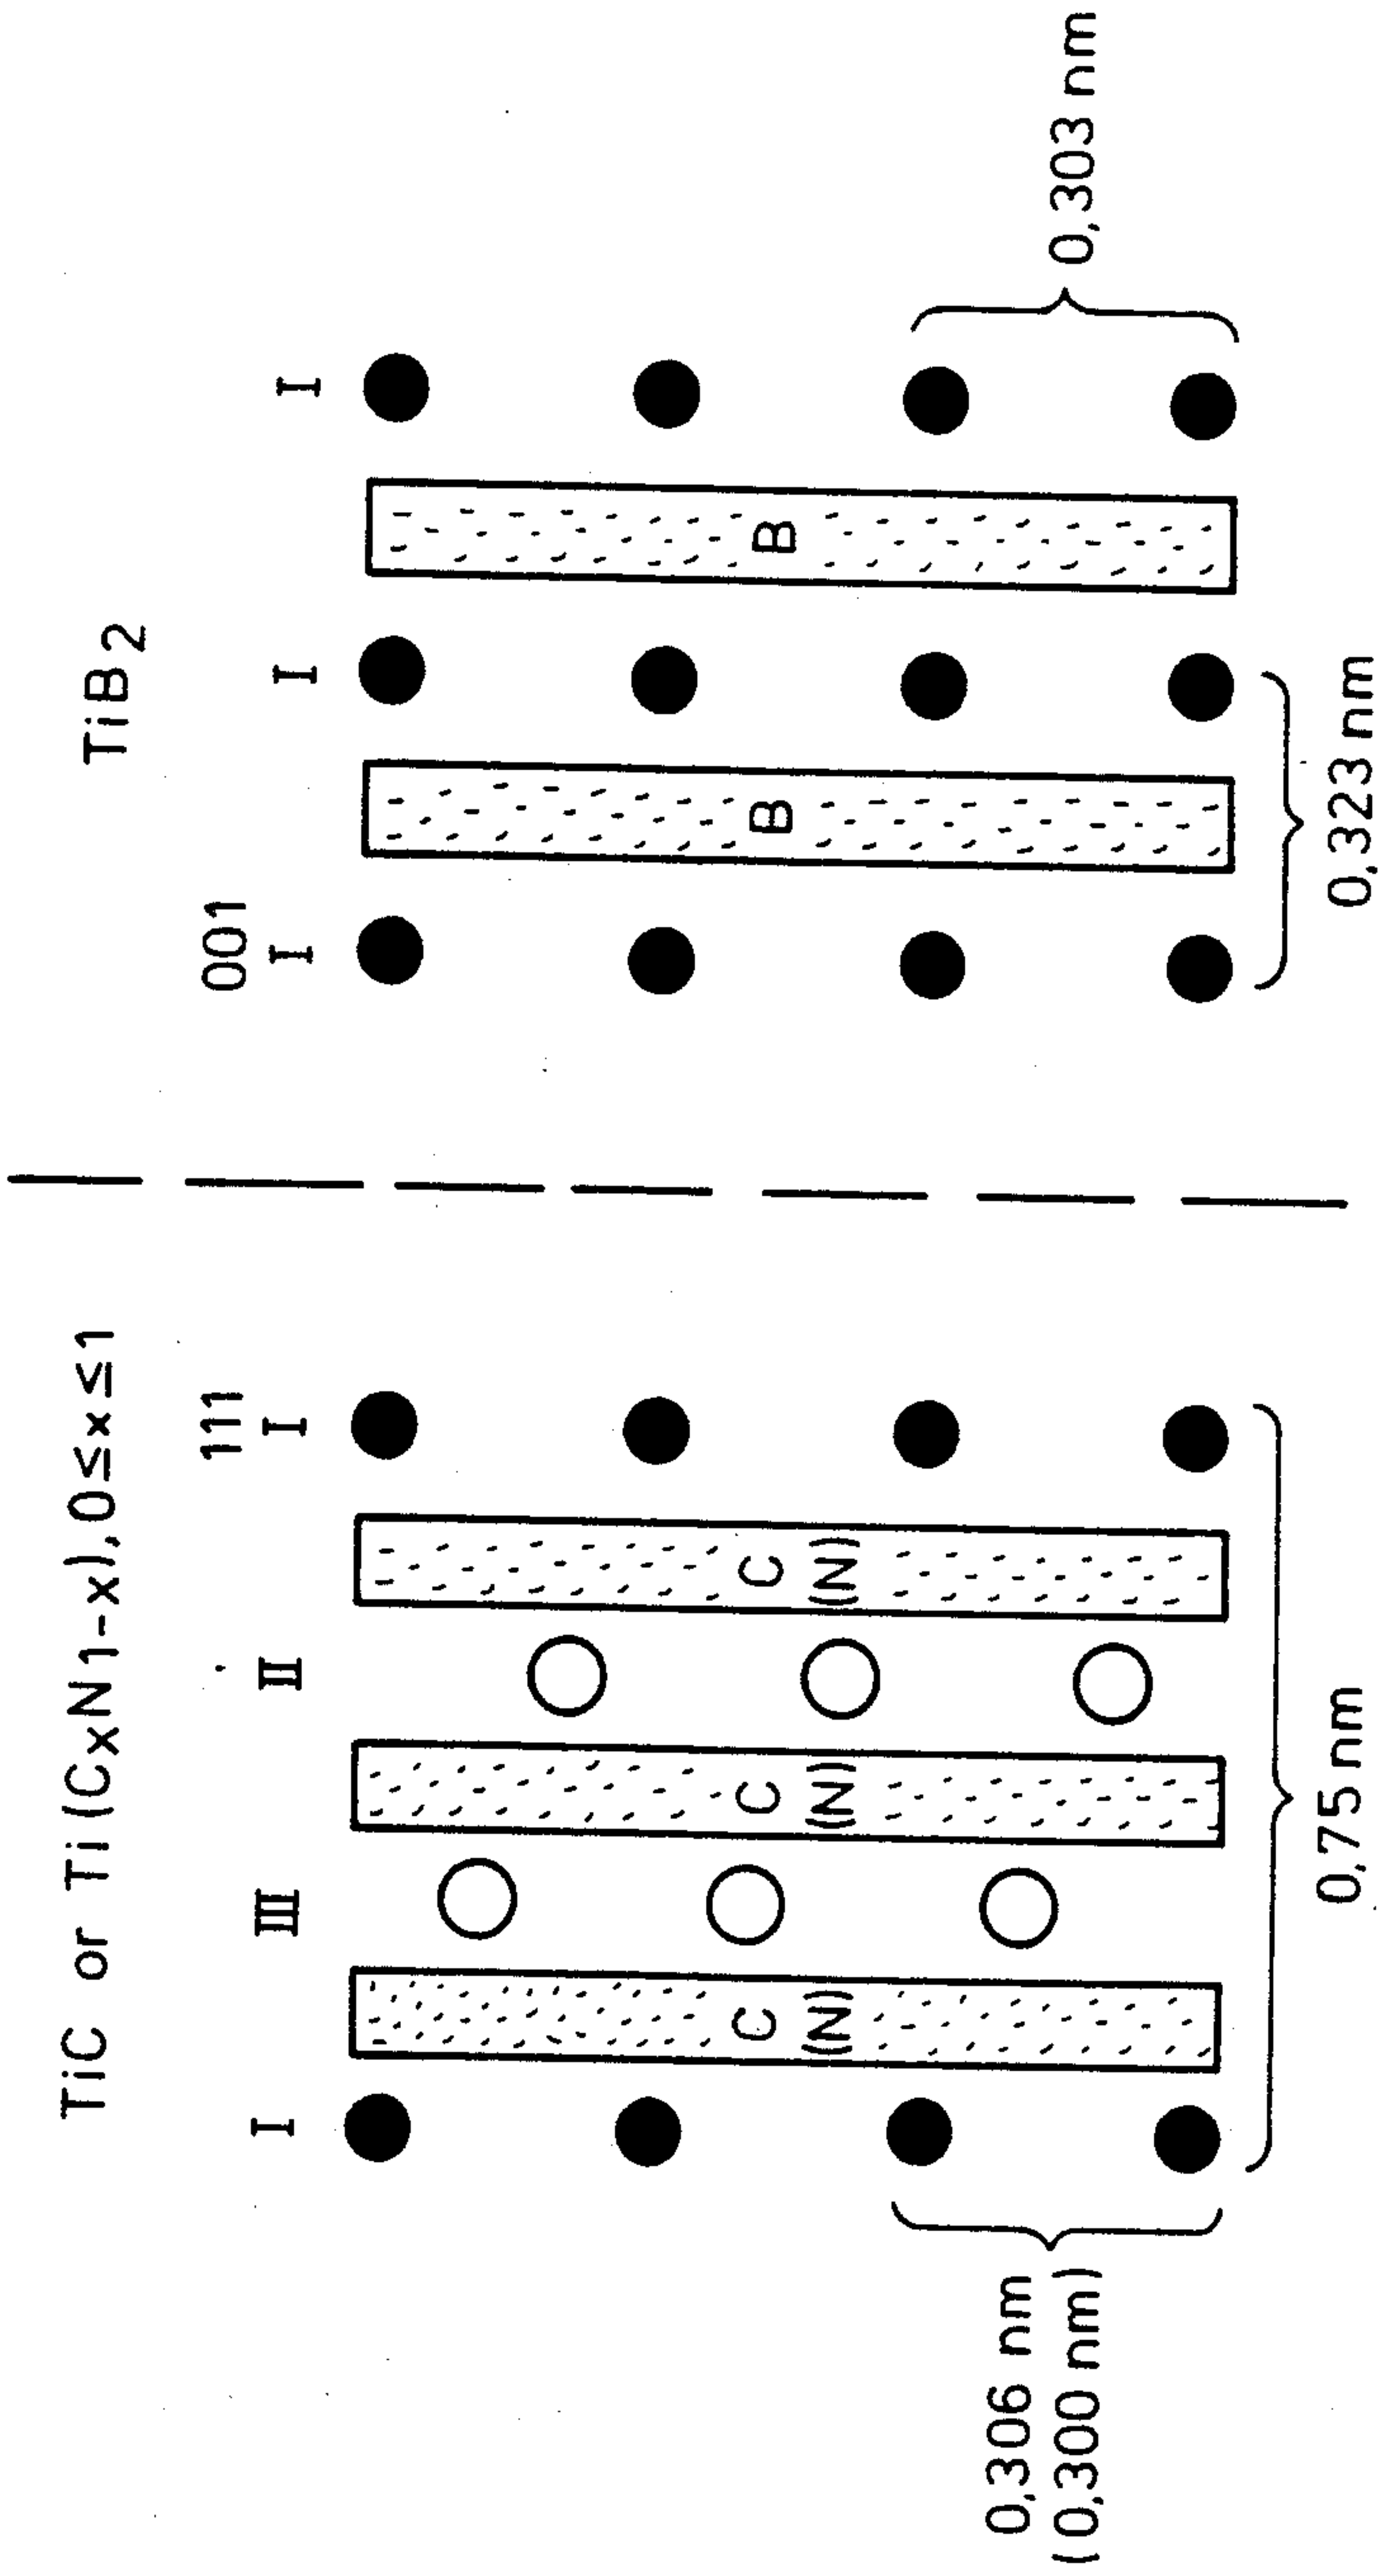 TiC or Ti(CxN1-x), 0≤x≤1
TiB2
111
001
I
III
II
I
I
I
I
C
(N)
C
(N)
C
(N)
B
B
0,306 nm
(0,300 nm)
0,75 nm
0,323 nm
0,303 nm